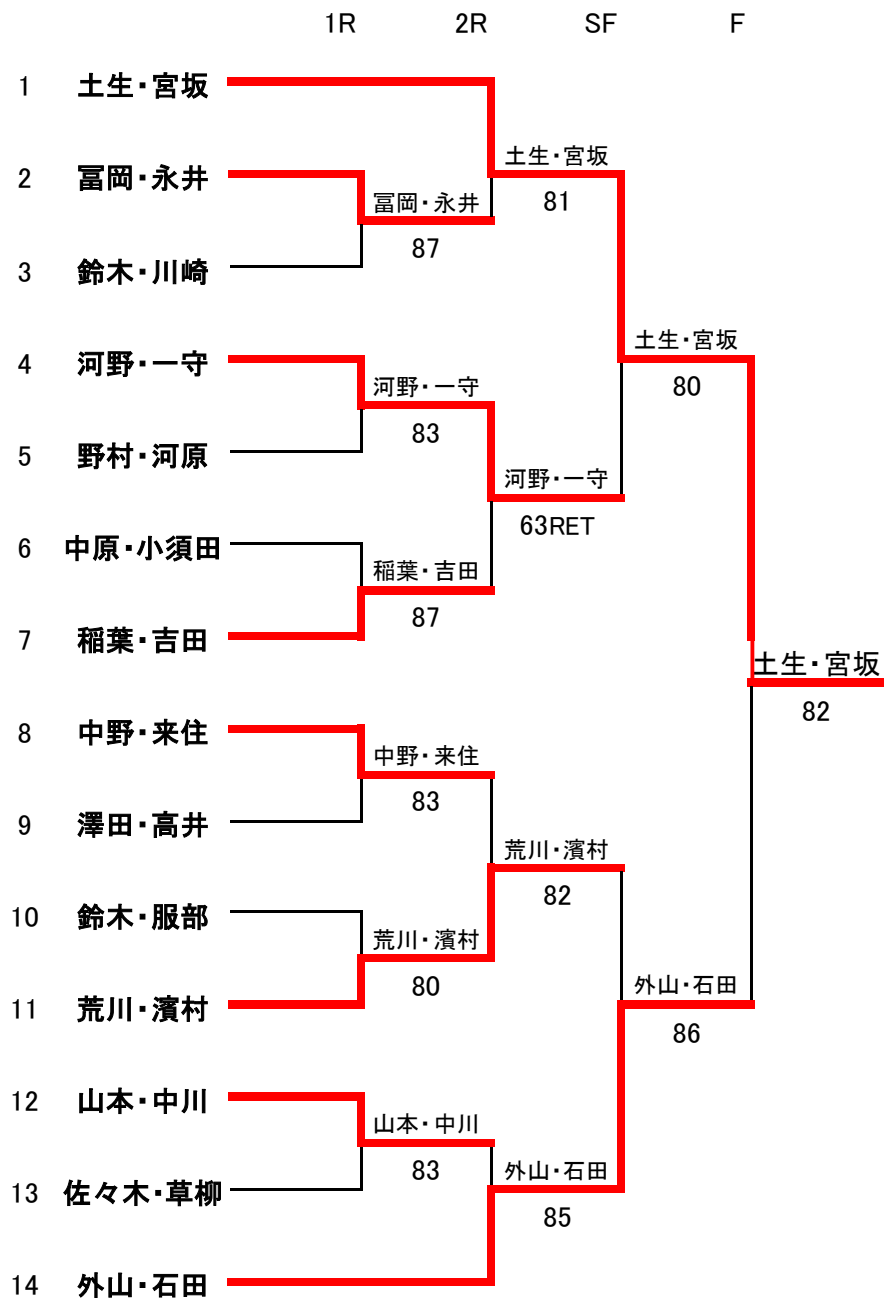 1R 2R SF F
1 土生・宮坂
土生・宮坂
2 冨岡・永井
81
冨岡・永井
87
3 鈴木・川崎
土生・宮坂
4 河野・一守
80
河野・一守
83
5 野村・河原
河野・一守
63RET
6 中原・小須田
稲葉・吉田
87
7 稲葉・吉田
土生・宮坂
82
8 中野・来住
中野・来住
83
9 澤田・高井
荒川・濱村
82
10 鈴木・服部
荒川・濱村
80
11 荒川・濱村
外山・石田
86
12 山本・中川
山本・中川
83
外山・石田
13 佐々木・草柳
85
14 外山・石田